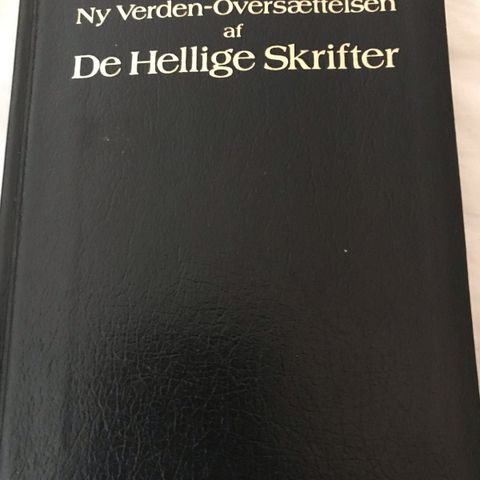 Ny Verden-Oversættelsen
af
De Hellige Skrifter